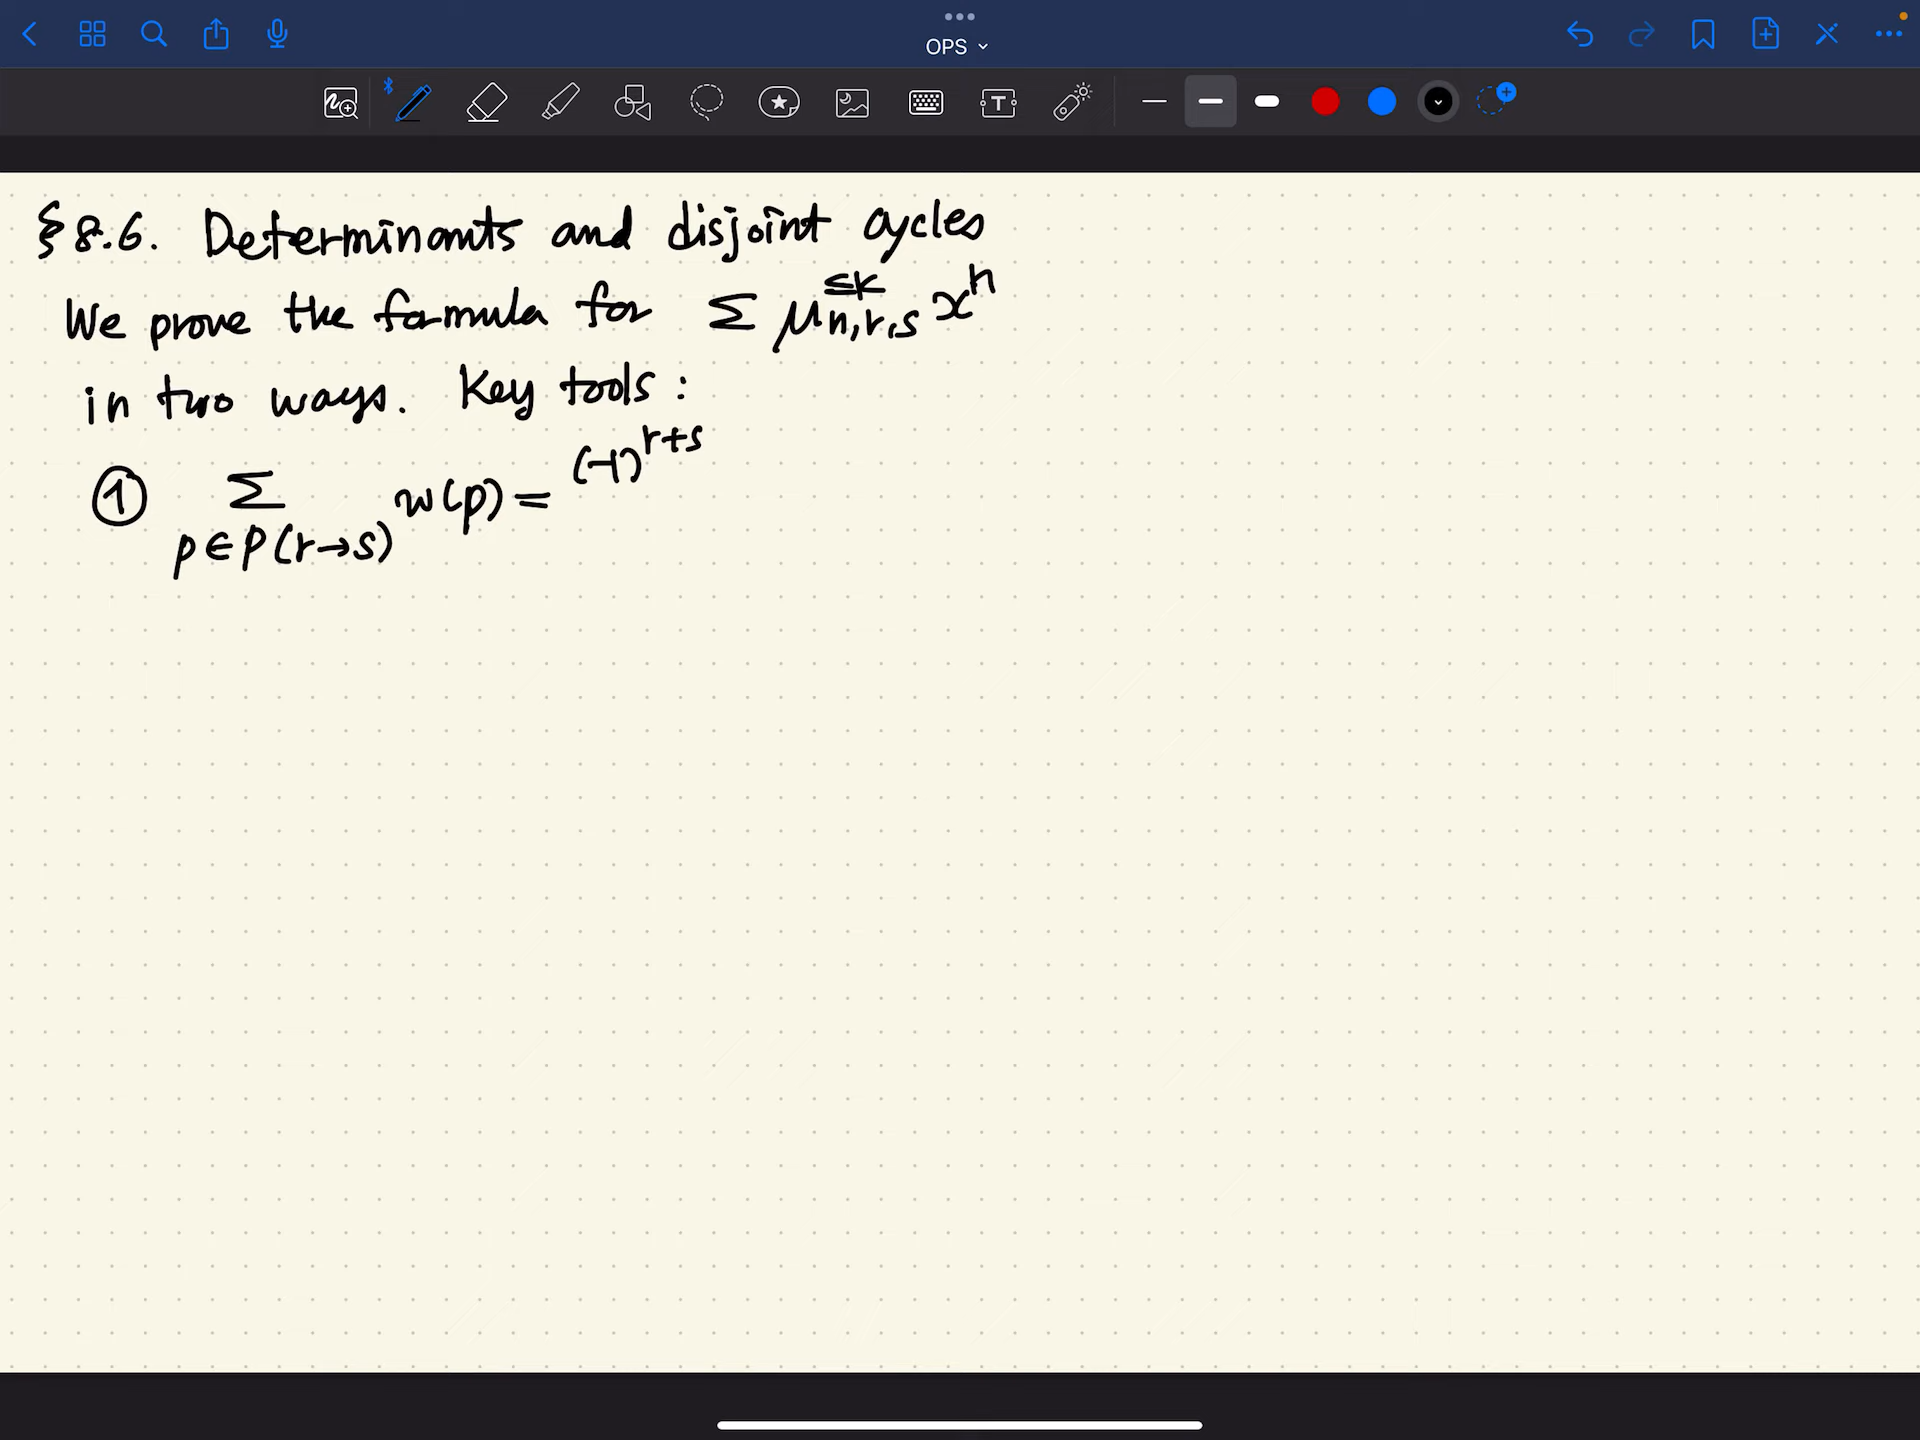 OPS
§8.6. Determinants and disjoint cycles
We prove the formula for Σ μ_{n,r,s}^{≤k} x^n
in two ways. Key tools :
① Σ_{p∈P(r→s)} w(p) = (-1)^{r+s}